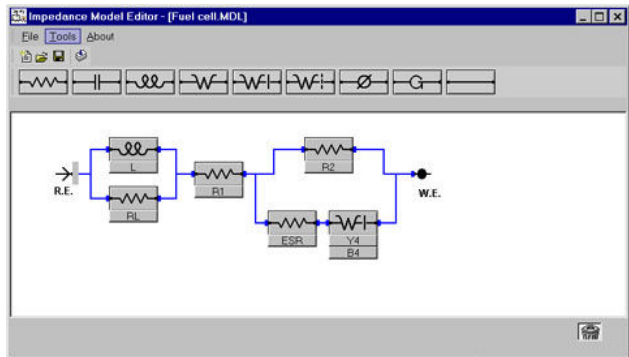 Impedance Model Editor - [Fuel cell.MDL]
File Tools About
W W W Ø G
L
R2
R.E.
R1
W.E.
RL
ESR Y4
B4